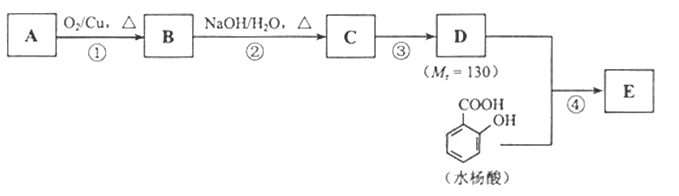 A O₂/Cu, △ ① B NaOH/H₂O, △ ② C ③ D ④ E
(Mᵣ = 130)
COOH
OH
(水杨酸)